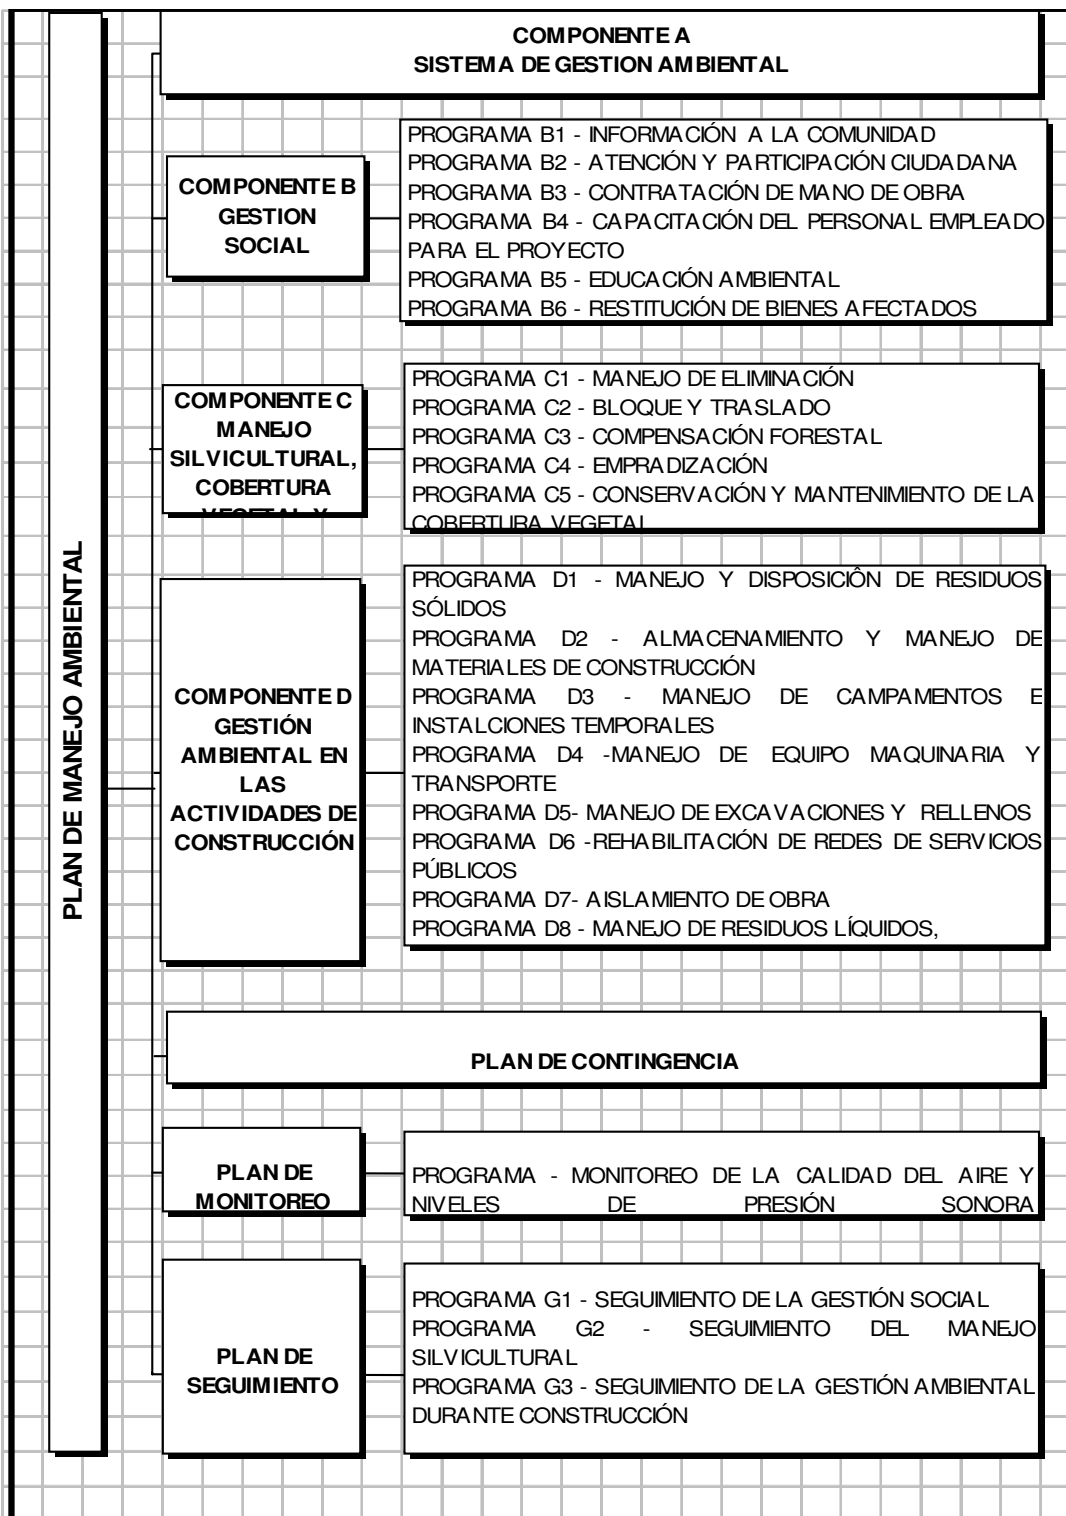 PLAN DE MANEJO AMBIENTAL
COMPONENTE A
SISTEMA DE GESTION AMBIENTAL
COMPONENTE B
GESTION
SOCIAL
PROGRAMA B1 - INFORMACIÓN A LA COMUNIDAD
PROGRAMA B2 - ATENCIÓN Y PARTICIPACIÓN CIUDADANA
PROGRAMA B3 - CONTRATACIÓN DE MANO DE OBRA
PROGRAMA B4 - CAPACITACIÓN DEL PERSONAL EMPLEADO
PARA EL PROYECTO
PROGRAMA B5 - EDUCACIÓN AMBIENTAL
PROGRAMA B6 - RESTITUCIÓN DE BIENES AFECTADOS
COMPONENTE C
MANEJO
SILVICULTURAL,
COBERTURA
VEGETAL Y
PROGRAMA C1 - MANEJO DE ELIMINACIÓN
PROGRAMA C2 - BLOQUE Y TRASLADO
PROGRAMA C3 - COMPENSACIÓN FORESTAL
PROGRAMA C4 - EMPRADIZACIÓN
PROGRAMA C5 - CONSERVACIÓN Y MANTENIMIENTO DE LA
COBERTURA VEGETAL
COMPONENTE D
GESTIÓN
AMBIENTAL EN
LAS
ACTIVIDADES DE
CONSTRUCCIÓN
PROGRAMA D1 - MANEJO Y DISPOSICIÔN DE RESIDUOS
SÓLIDOS
PROGRAMA D2 - ALMACENAMIENTO Y MANEJO DE
MATERIALES DE CONSTRUCCIÓN
PROGRAMA D3 - MANEJO DE CAMPAMENTOS E
INSTALCIONES TEMPORALES
PROGRAMA D4 -MANEJO DE EQUIPO MAQUINARIA Y
TRANSPORTE
PROGRAMA D5- MANEJO DE EXCAVACIONES Y RELLENOS
PROGRAMA D6 -REHABILITACIÓN DE REDES DE SERVICIOS
PÚBLICOS
PROGRAMA D7- AISLAMIENTO DE OBRA
PROGRAMA D8 - MANEJO DE RESIDUOS LÍQUIDOS,
PLAN DE CONTINGENCIA
PLAN DE
MONITOREO
PROGRAMA - MONITOREO DE LA CALIDAD DEL AIRE Y
NIVELES DE PRESIÓN SONORA
PLAN DE
SEGUIMIENTO
PROGRAMA G1 - SEGUIMIENTO DE LA GESTIÓN SOCIAL
PROGRAMA G2 - SEGUIMIENTO DEL MANEJO
SILVICULTURAL
PROGRAMA G3 - SEGUIMIENTO DE LA GESTIÓN AMBIENTAL
DURANTE CONSTRUCCIÓN